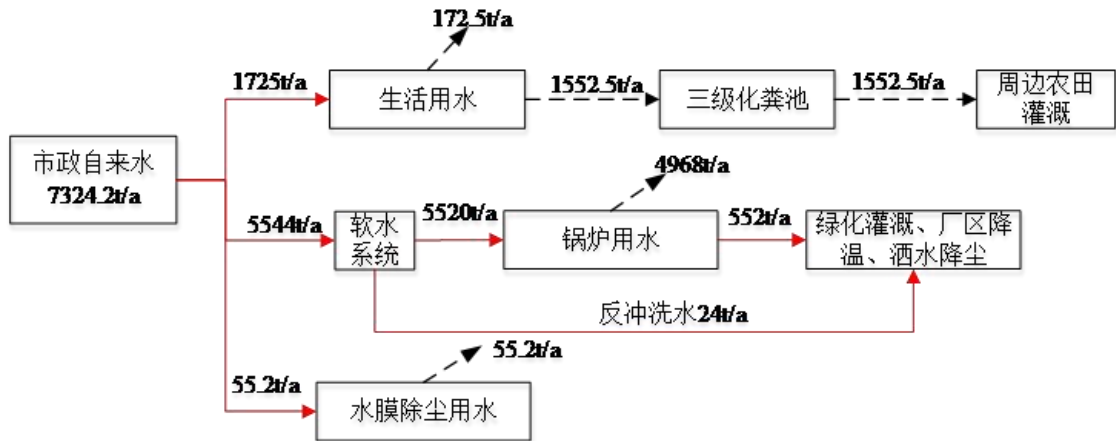 172.5t/a
1725t/a
生活用水
1552.5t/a
三级化粪池
1552.5t/a
周边农田
灌溉
市政自来水
7324.2t/a
4968t/a
5544t/a
软水
系统
5520t/a
锅炉用水
552t/a
绿化灌溉、厂区降
温、洒水降尘
反冲洗水24t/a
55.2t/a
55.2t/a
水膜除尘用水